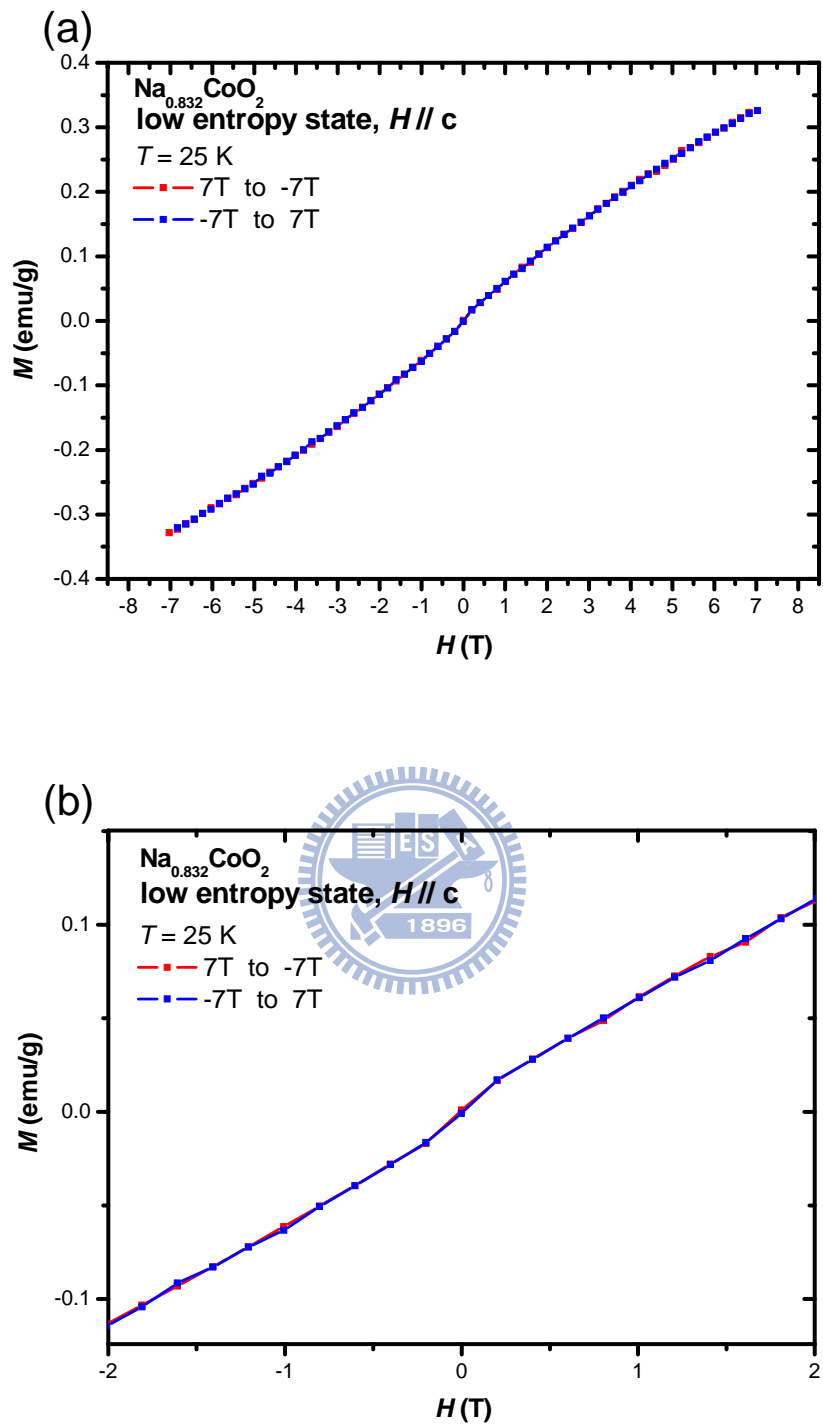 (a)
Na0.832CoO2
low entropy state, H // c
T = 25 K
7T to -7T
-7T to 7T
0.4
0.3
0.2
0.1
0.0
-0.1
-0.2
-0.3
-0.4
M (emu/g)
-8 -7 -6 -5 -4 -3 -2 -1 0 1 2 3 4 5 6 7 8
H (T)
(b)
Na0.832CoO2
low entropy state, H // c
T = 25 K
7T to -7T
-7T to 7T
ES
1896
0.1
0.0
-0.1
M (emu/g)
-2 -1 0 1 2
H (T)